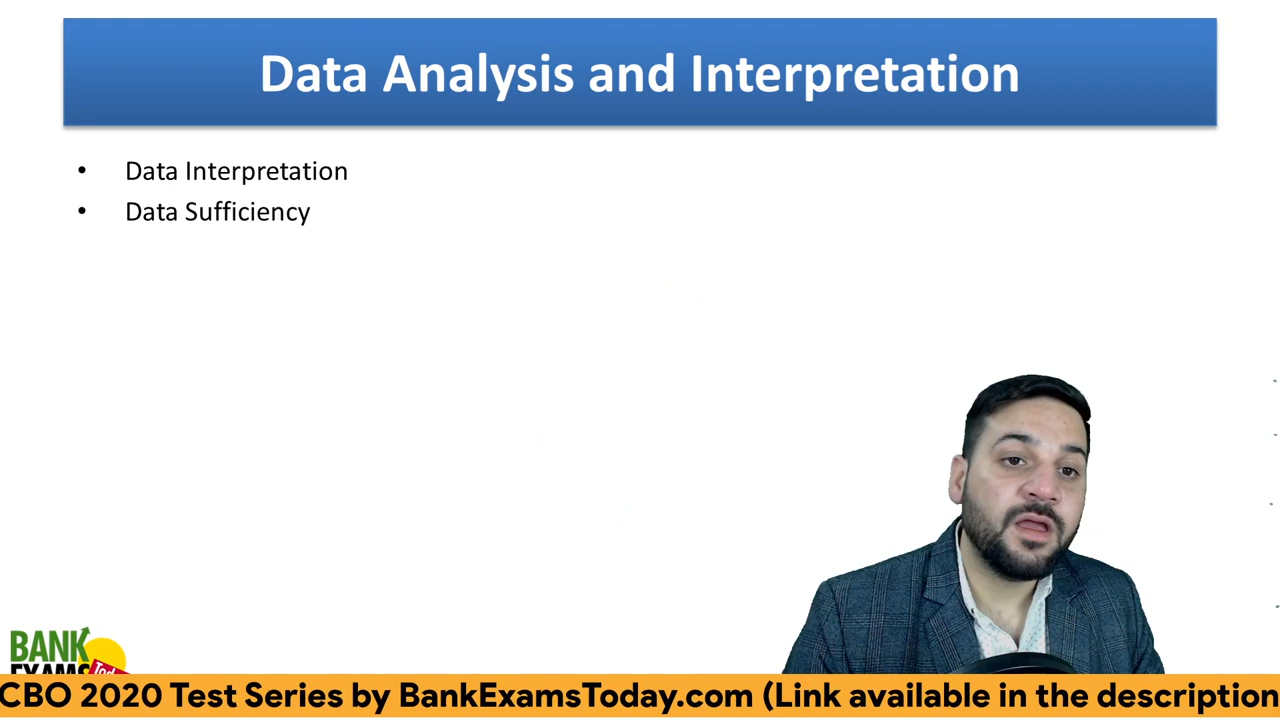 Data Analysis and Interpretation
• Data Interpretation
• Data Sufficiency
BANK
EXAMS
CBO 2020 Test Series by BankExamsToday.com (Link available in the description